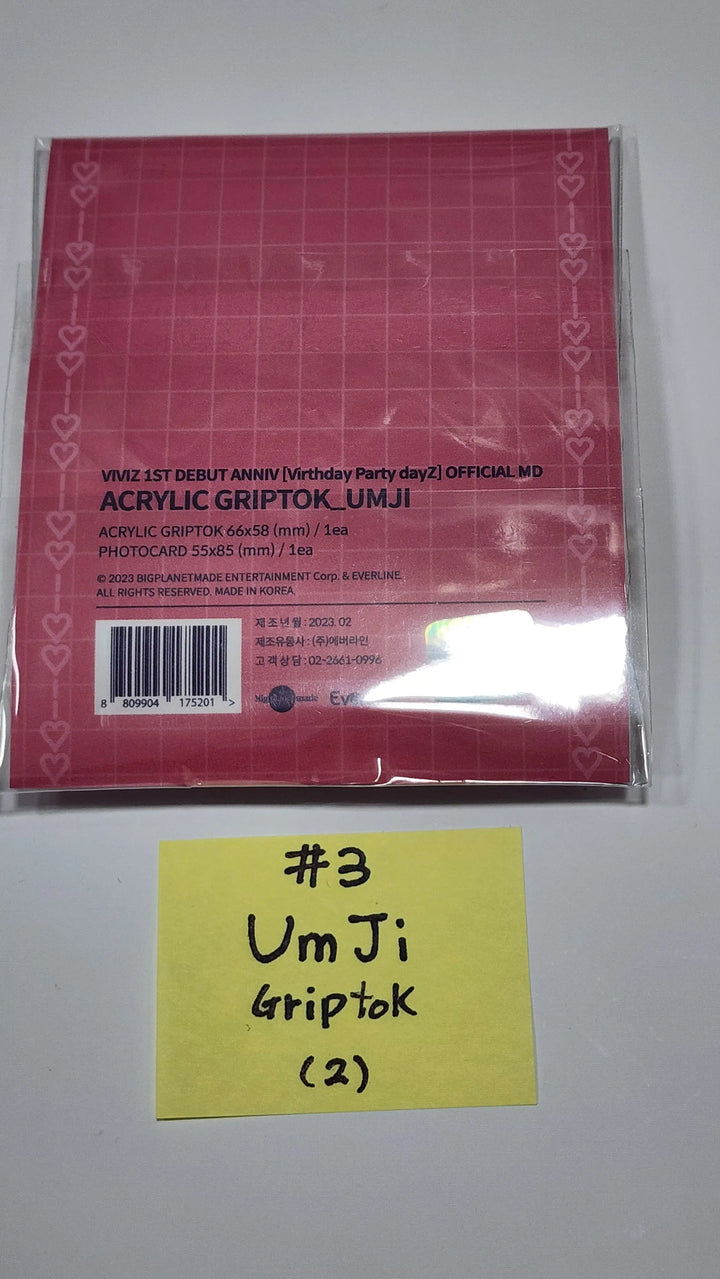 VIVIZ 1ST DEBUT ANNIV [Virthday Party dayZ] OFFICIAL MD
ACRYLIC GRIPTOK_UMJI
ACRYLIC GRIPTOK 66x58 (mm) / 1ea
PHOTOCARD 55x85 (mm) / 1ea
© 2023 BIGPLANETMADE ENTERTAINMENT Corp. & EVERLINE.
ALL RIGHTS RESERVED. MADE IN KOREA.
제조년월 : 2023. 02
제조유통사 : (주)에버라인
고객상담 : 02-2661-0996
8 809904 175201 >
#3
UmJi
Griptok
(2)